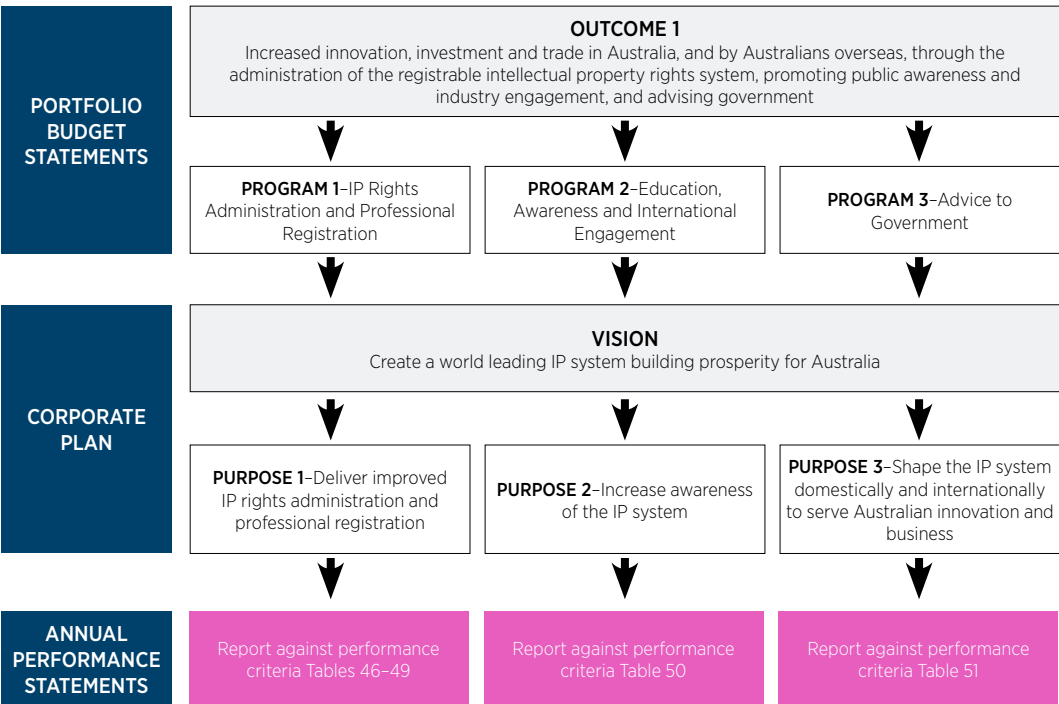 PORTFOLIO
BUDGET
STATEMENTS
OUTCOME 1
Increased innovation, investment and trade in Australia, and by Australians overseas, through the
administration of the registrable intellectual property rights system, promoting public awareness and
industry engagement, and advising government
PROGRAM 1–IP Rights
Administration and Professional
Registration
PROGRAM 2–Education,
Awareness and International
Engagement
PROGRAM 3–Advice to
Government
CORPORATE
PLAN
VISION
Create a world leading IP system building prosperity for Australia
PURPOSE 1–Deliver improved
IP rights administration and
professional registration
PURPOSE 2–Increase awareness
of the IP system
PURPOSE 3–Shape the IP system
domestically and internationally
to serve Australian innovation and
business
ANNUAL
PERFORMANCE
STATEMENTS
Report against performance
criteria Tables 46–49
Report against performance
criteria Table 50
Report against performance
criteria Table 51